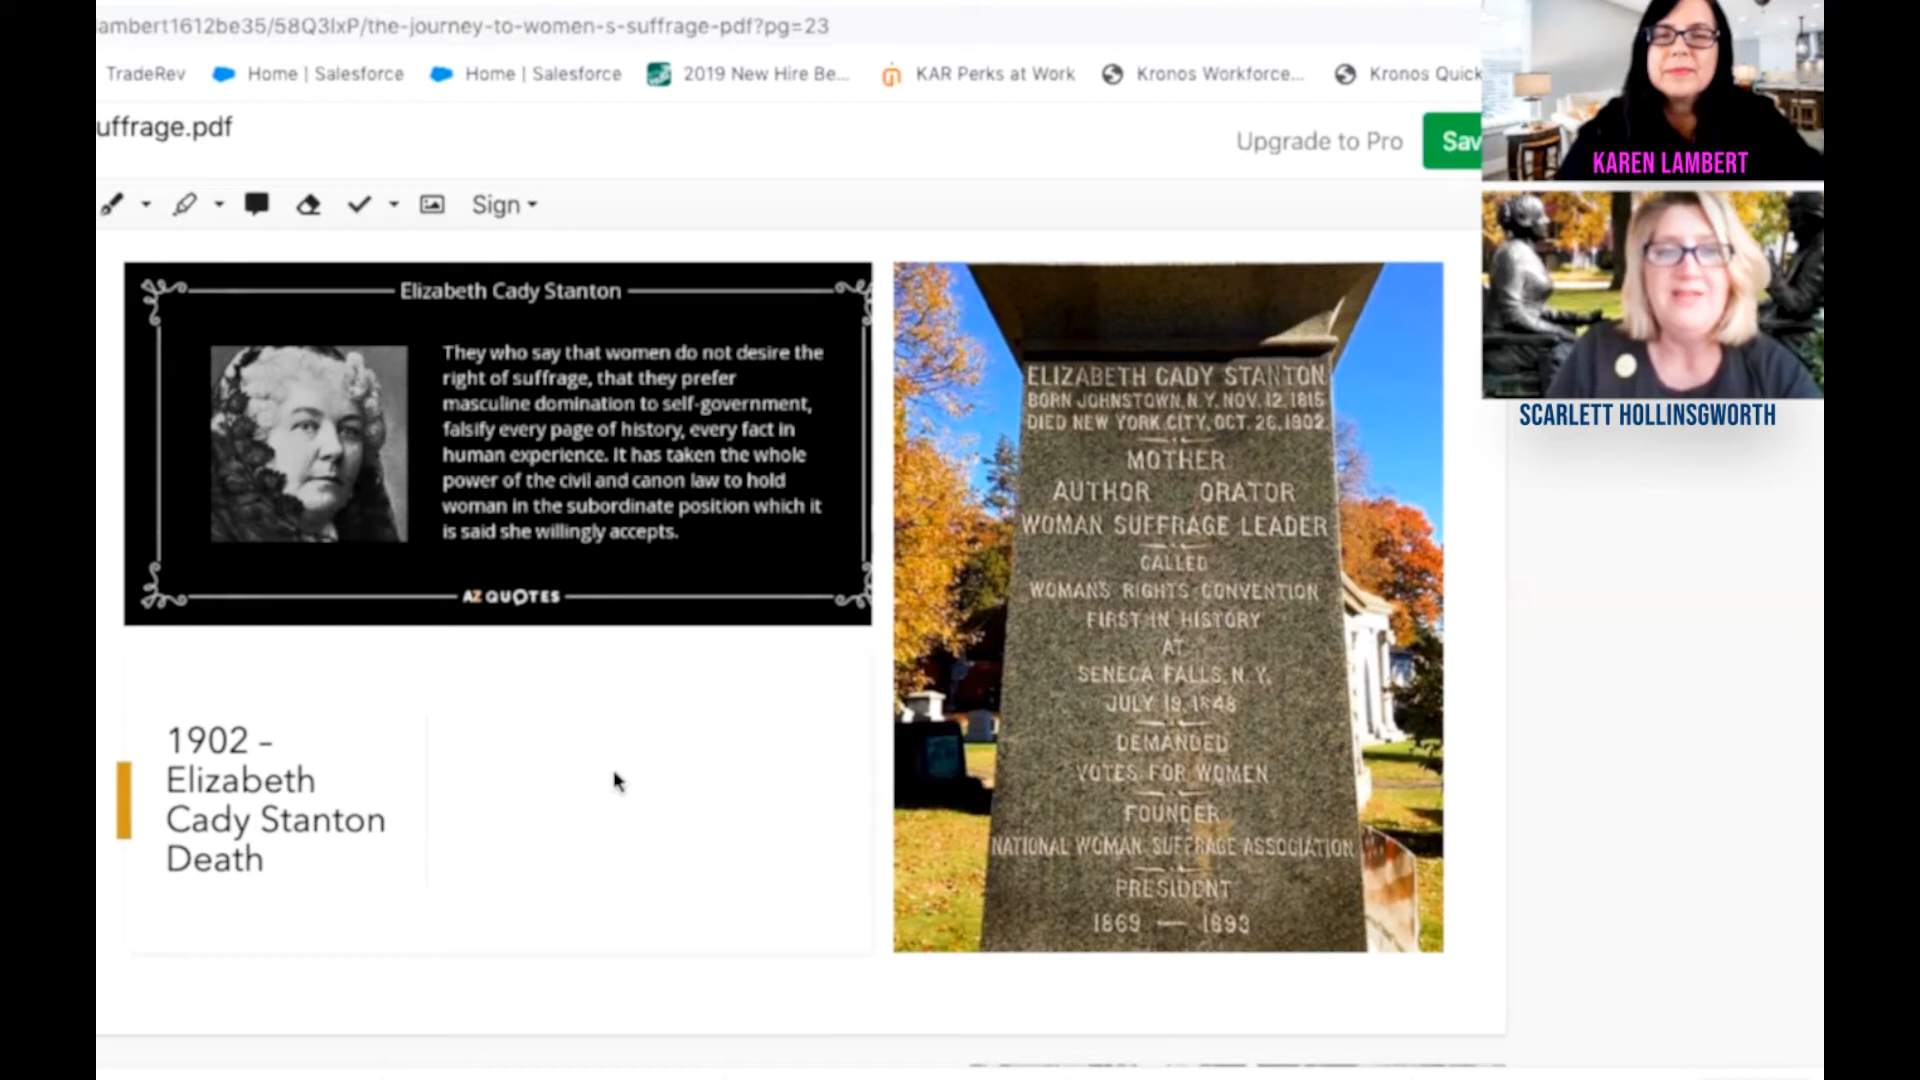 ambert1612be35/58Q3lxP/the-journey-to-women-s-suffrage-pdf?pg=23
TradeRev Home | Salesforce Home | Salesforce 2019 New Hire Be... KAR Perks at Work Kronos Workforce... Kronos Quick
uffrage.pdf
Upgrade to Pro Sav
Sign
KAREN LAMBERT
SCARLETT HOLLINSGWORTH
Elizabeth Cady Stanton
They who say that women do not desire the
right of suffrage, that they prefer
masculine domination to self-government,
falsify every page of history, every fact in
human experience. It has taken the whole
power of the civil and canon law to hold
woman in the subordinate position which it
is said she willingly accepts.
AZ QUOTES
1902 –
Elizabeth
Cady Stanton
Death
ELIZABETH CADY STANTON
BORN JOHNSTOWN, N.Y. NOV. 12, 1815
DIED NEW YORK CITY, OCT. 26, 1902
MOTHER
AUTHOR ORATOR
WOMAN SUFFRAGE LEADER
CALLED
WOMAN'S RIGHTS CONVENTION
FIRST IN HISTORY
AT
SENECA FALLS, N.Y.
JULY 19, 1848
DEMANDED
VOTES FOR WOMEN
FOUNDER
NATIONAL WOMAN SUFFRAGE ASSOCIATION
PRESIDENT
1869 — 1893